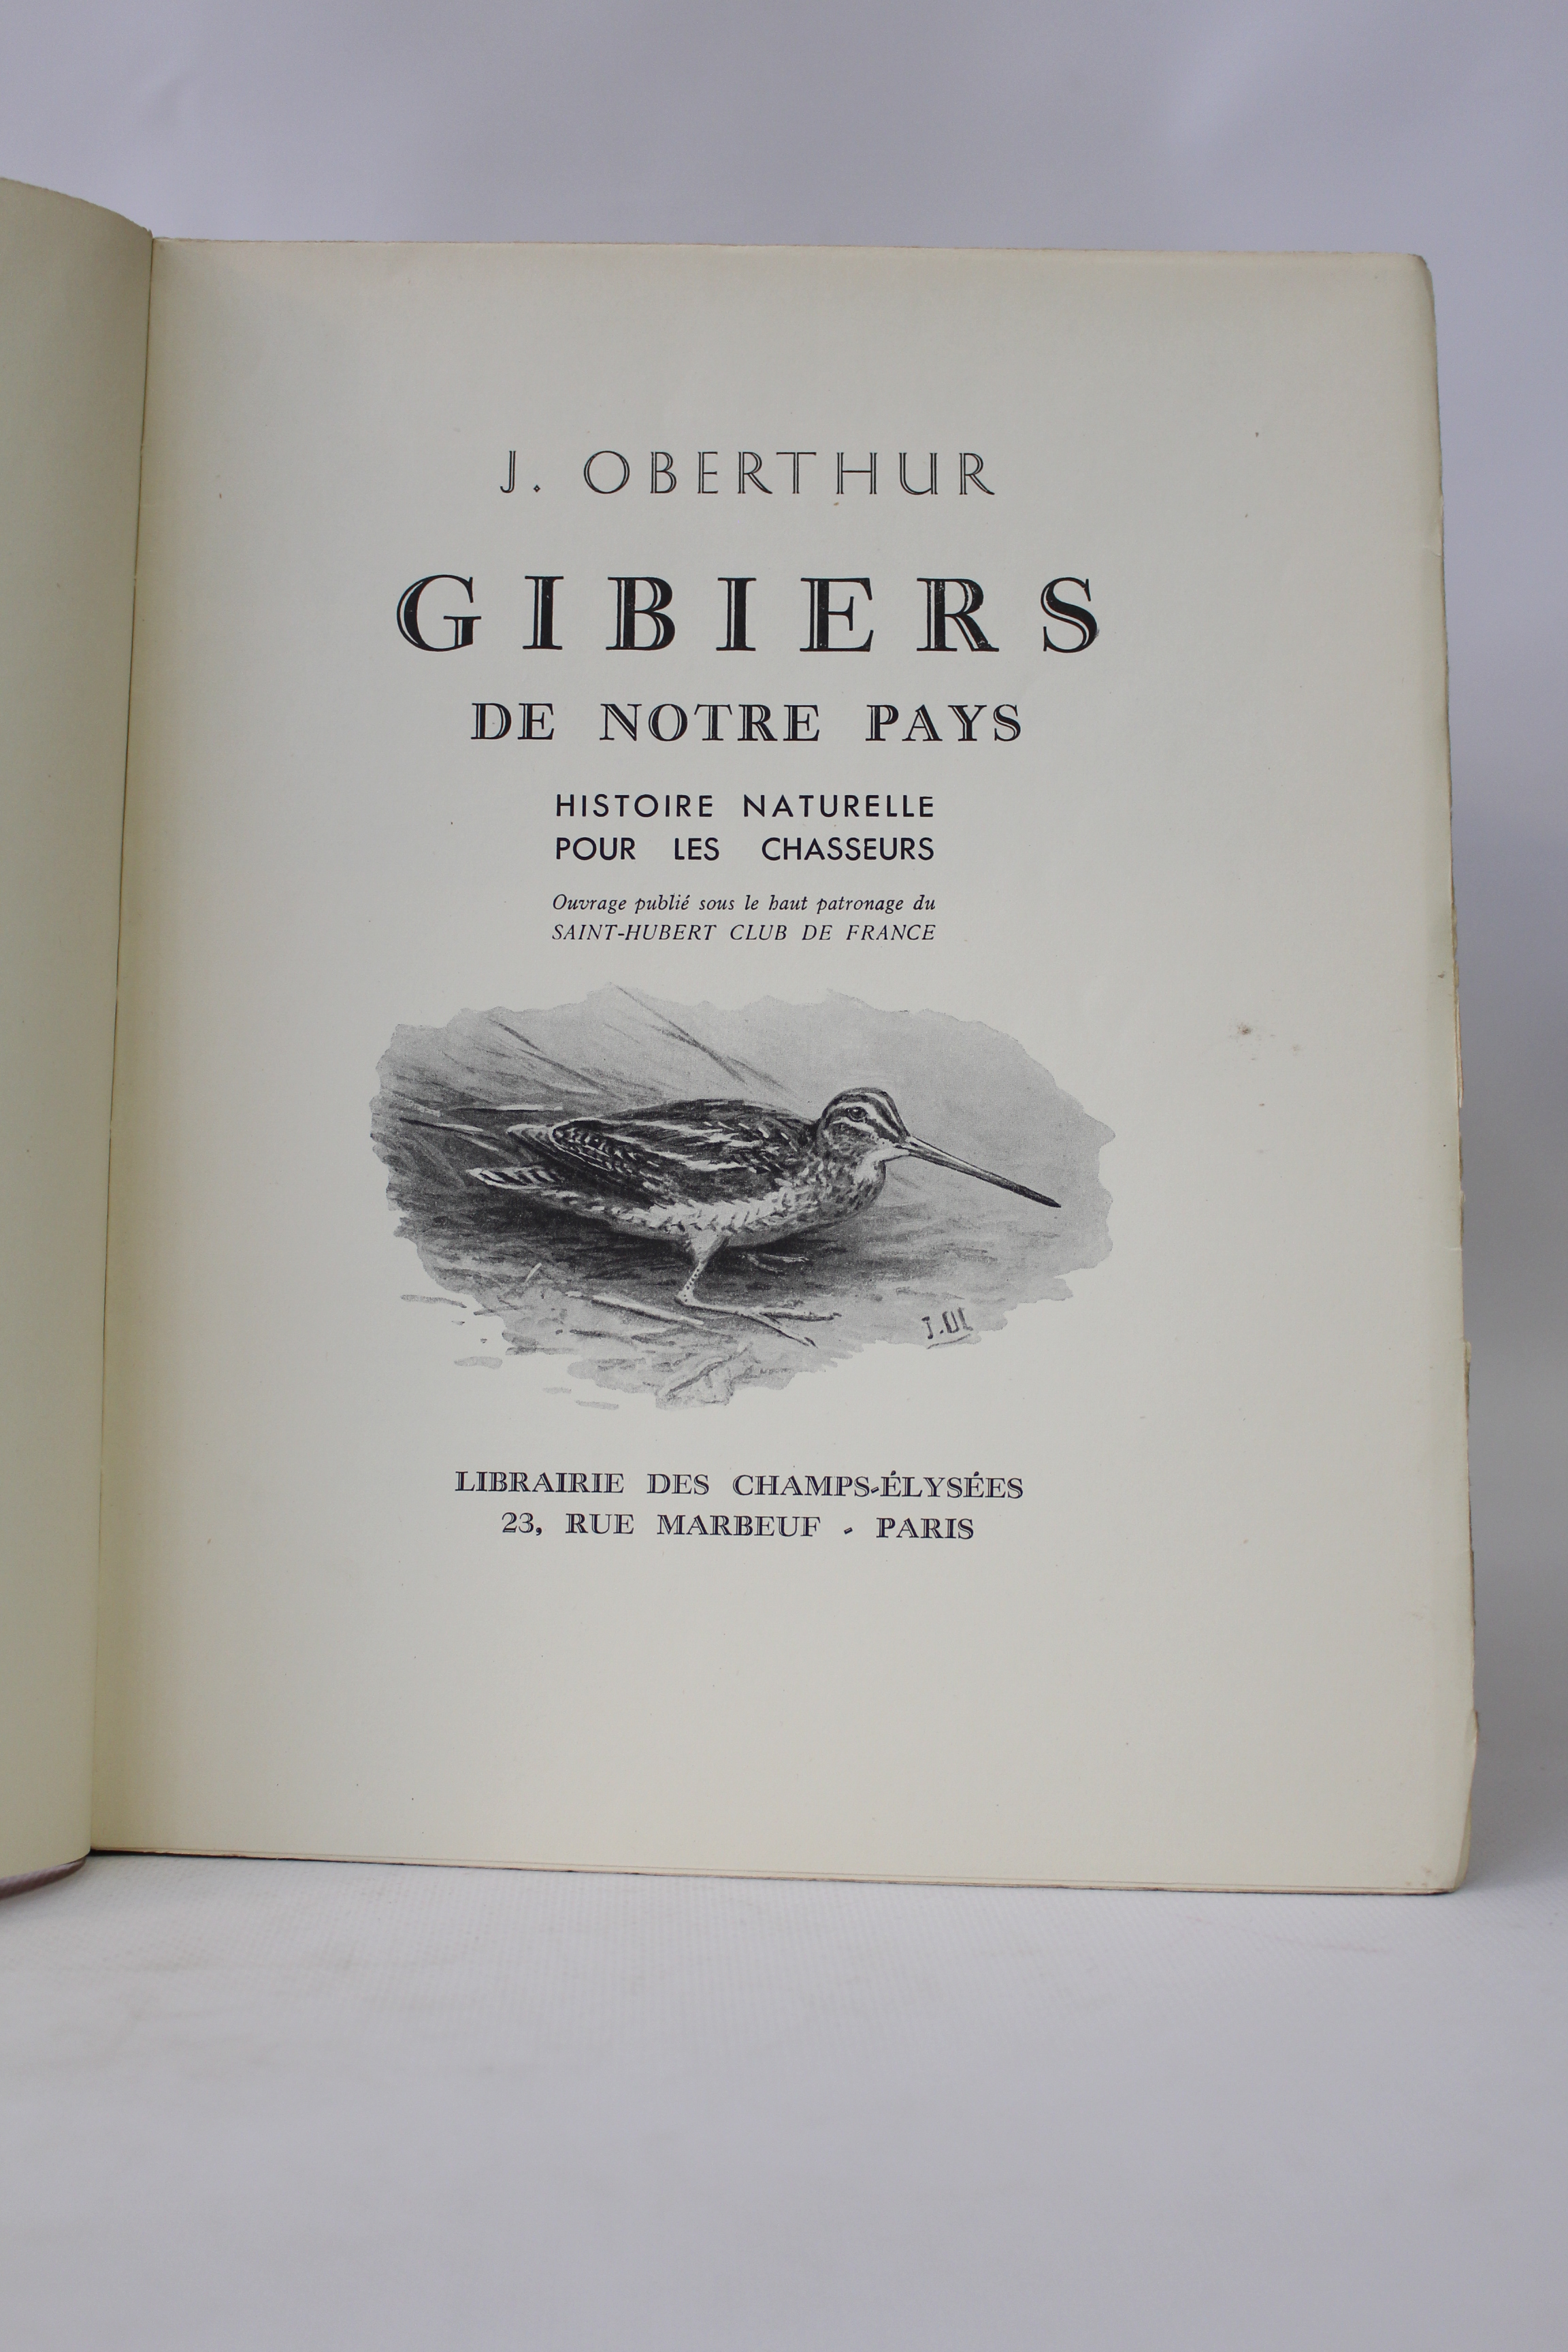 J. OBERTHUR
GIBIERS
DE NOTRE PAYS
HISTOIRE NATURELLE
POUR LES CHASSEURS
Ouvrage publié sous le haut patronage du
SAINT-HUBERT CLUB DE FRANCE
LIBRAIRIE DES CHAMPS-ÉLYSÉES
23, RUE MARBEUF - PARIS